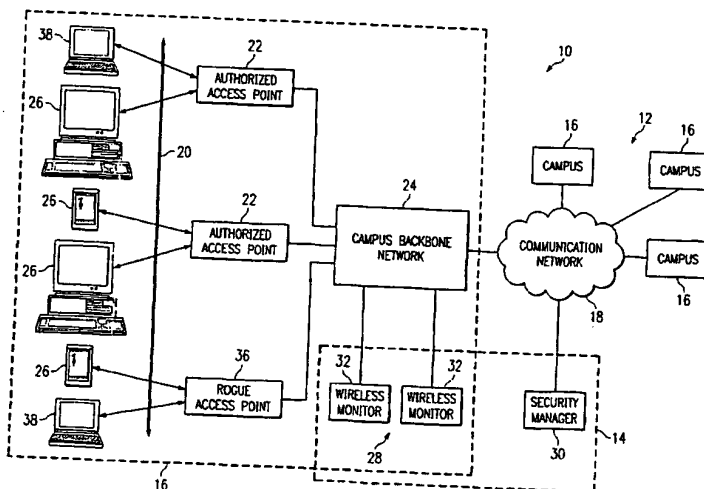 38
22
AUTHORIZED
ACCESS POINT
10
26
20
16
12
16
CAMPUS
CAMPUS
26
22
AUTHORIZED
ACCESS POINT
24
CAMPUS BACKBONE
NETWORK
COMMUNICATION
NETWORK
CAMPUS
16
18
26
26
36
ROGUE
ACCESS POINT
38
32
WIRELESS
MONITOR
32
WIRELESS
MONITOR
28
SECURITY
MANAGER
30
14
16